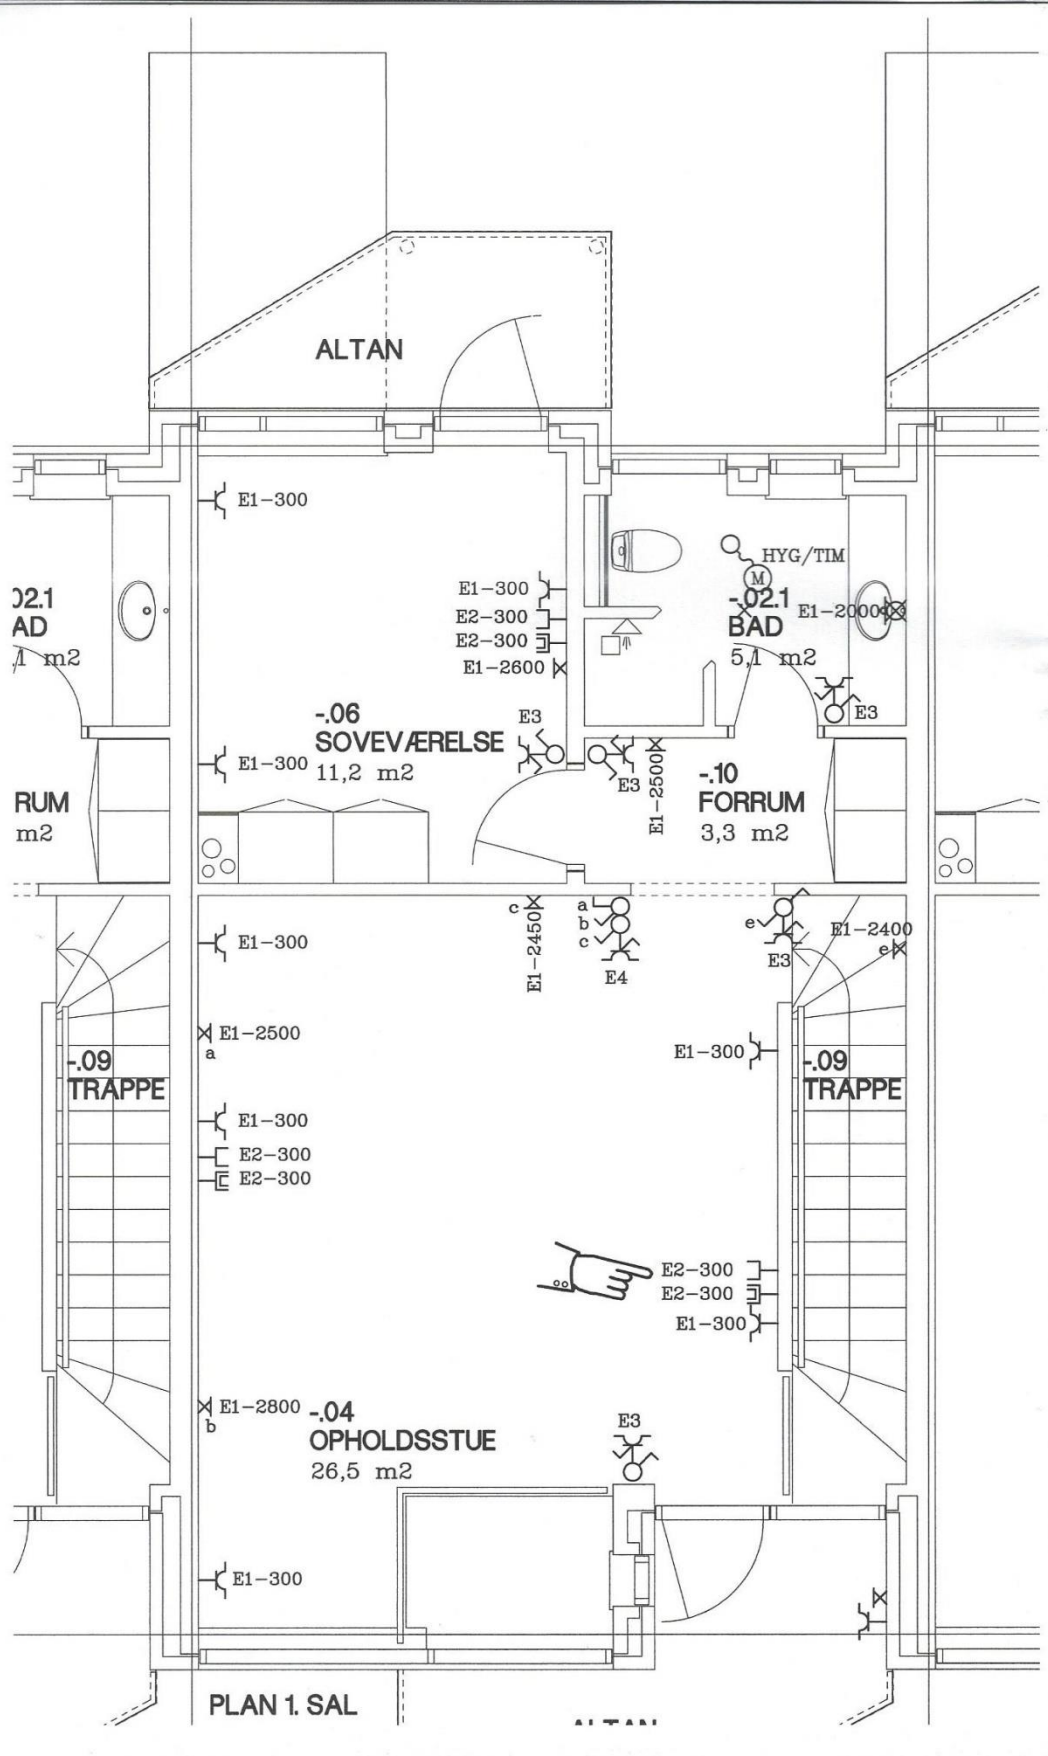 ALTAN
E1-300
HYG/TIM
M
E1-300
E2-300
E2-300
E1-2600
02.1
AD
m2
-.02.1
BAD
5,1 m2
E1-2000
E3
-.06
SOVEVÆRELSE
11,2 m2
E1-300
E3
E3
E1-2500
-.10
FORRUM
3,3 m2
RUM
m2
c
E1-2450
a
b
c
E4
e
E3
E1-2400
e
E1-300
E1-2500
a
E1-300
-.09
TRAPPE
-.09
TRAPPE
E1-300
E2-300
E2-300
E2-300
E2-300
E1-300
E1-2800
b
-.04
OPHOLDSSTUE
26,5 m2
E3
E1-300
PLAN 1. SAL
ALTAN